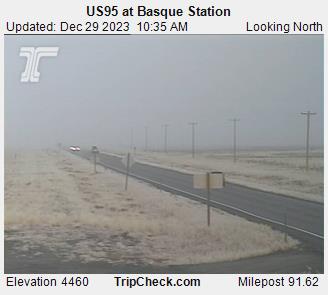 US95 at Basque Station
Updated: Dec 29 2023 10:35 AM Looking North
Elevation 4460 TripCheck.com Milepost 91.62